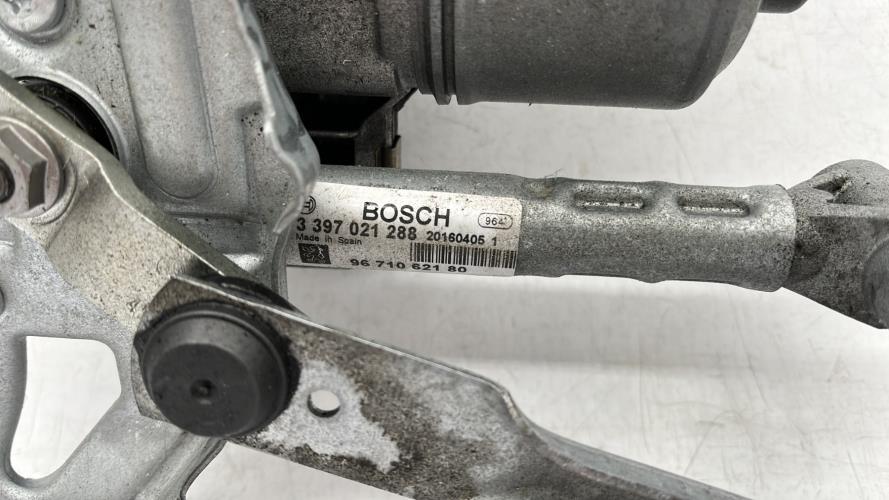 BOSCH 964
3 397 021 288 20160405 1
Made in Spain
96 710 621 80